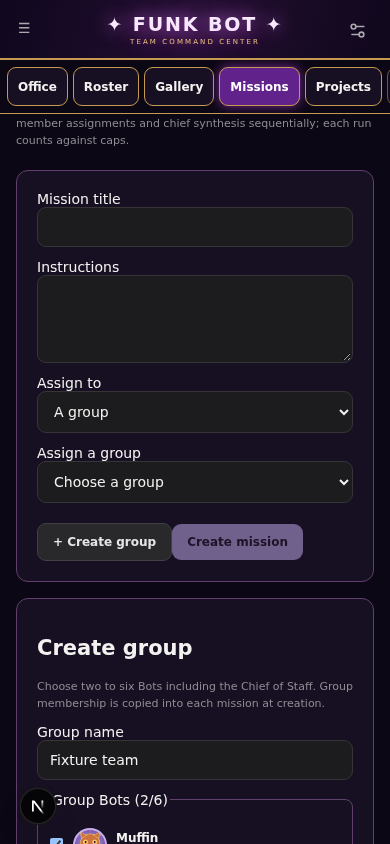 ✦ FUNK BOT ✦
TEAM COMMAND CENTER
Office
Roster
Gallery
Missions
Projects
member assignments and chief synthesis sequentially; each run
counts against caps.
Mission title
Instructions
Assign to
A group
Assign a group
Choose a group
+ Create group
Create mission
Create group
Choose two to six Bots including the Chief of Staff. Group
membership is copied into each mission at creation.
Group name
Fixture team
Group Bots (2/6)
N
Muffin